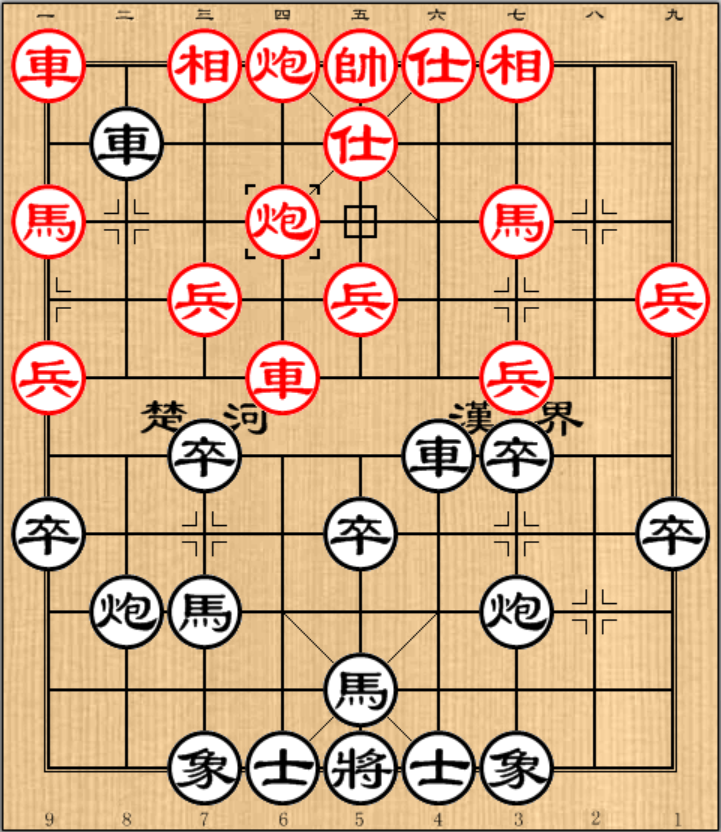 一 二 三 四 五 六 七 八 九
車 相 炮 帥 仕 相
車 仕
馬 炮 馬
兵 兵 兵
兵 車 兵
楚 河 漢 界
卒 車 卒
卒 卒 卒
炮 馬 炮
馬
象 士 將 士 象
9 8 7 6 5 4 3 2 1